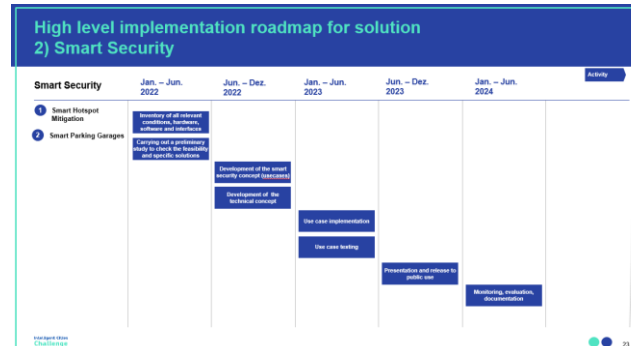 High level implementation roadmap for solution
2) Smart Security
Activity
Smart Security
Jan. – Jun.
2022
Jun. – Dez.
2022
Jan. – Jun.
2023
Jun. – Dez.
2023
Jan. – Jun.
2024
1 Smart Hotspot
Mitigation
2 Smart Parking Garages
Inventory of all relevant
conditions, hardware,
software and interfaces
Carrying out a preliminary
study to check the feasibility
and specific solutions
Development of the smart
security concept (usecases)
Development of the
technical concept
Use case implementation
Use case testing
Presentation and release to
public use
Monitoring, evaluation,
documentation
Intelligent Cities
Challenge
23